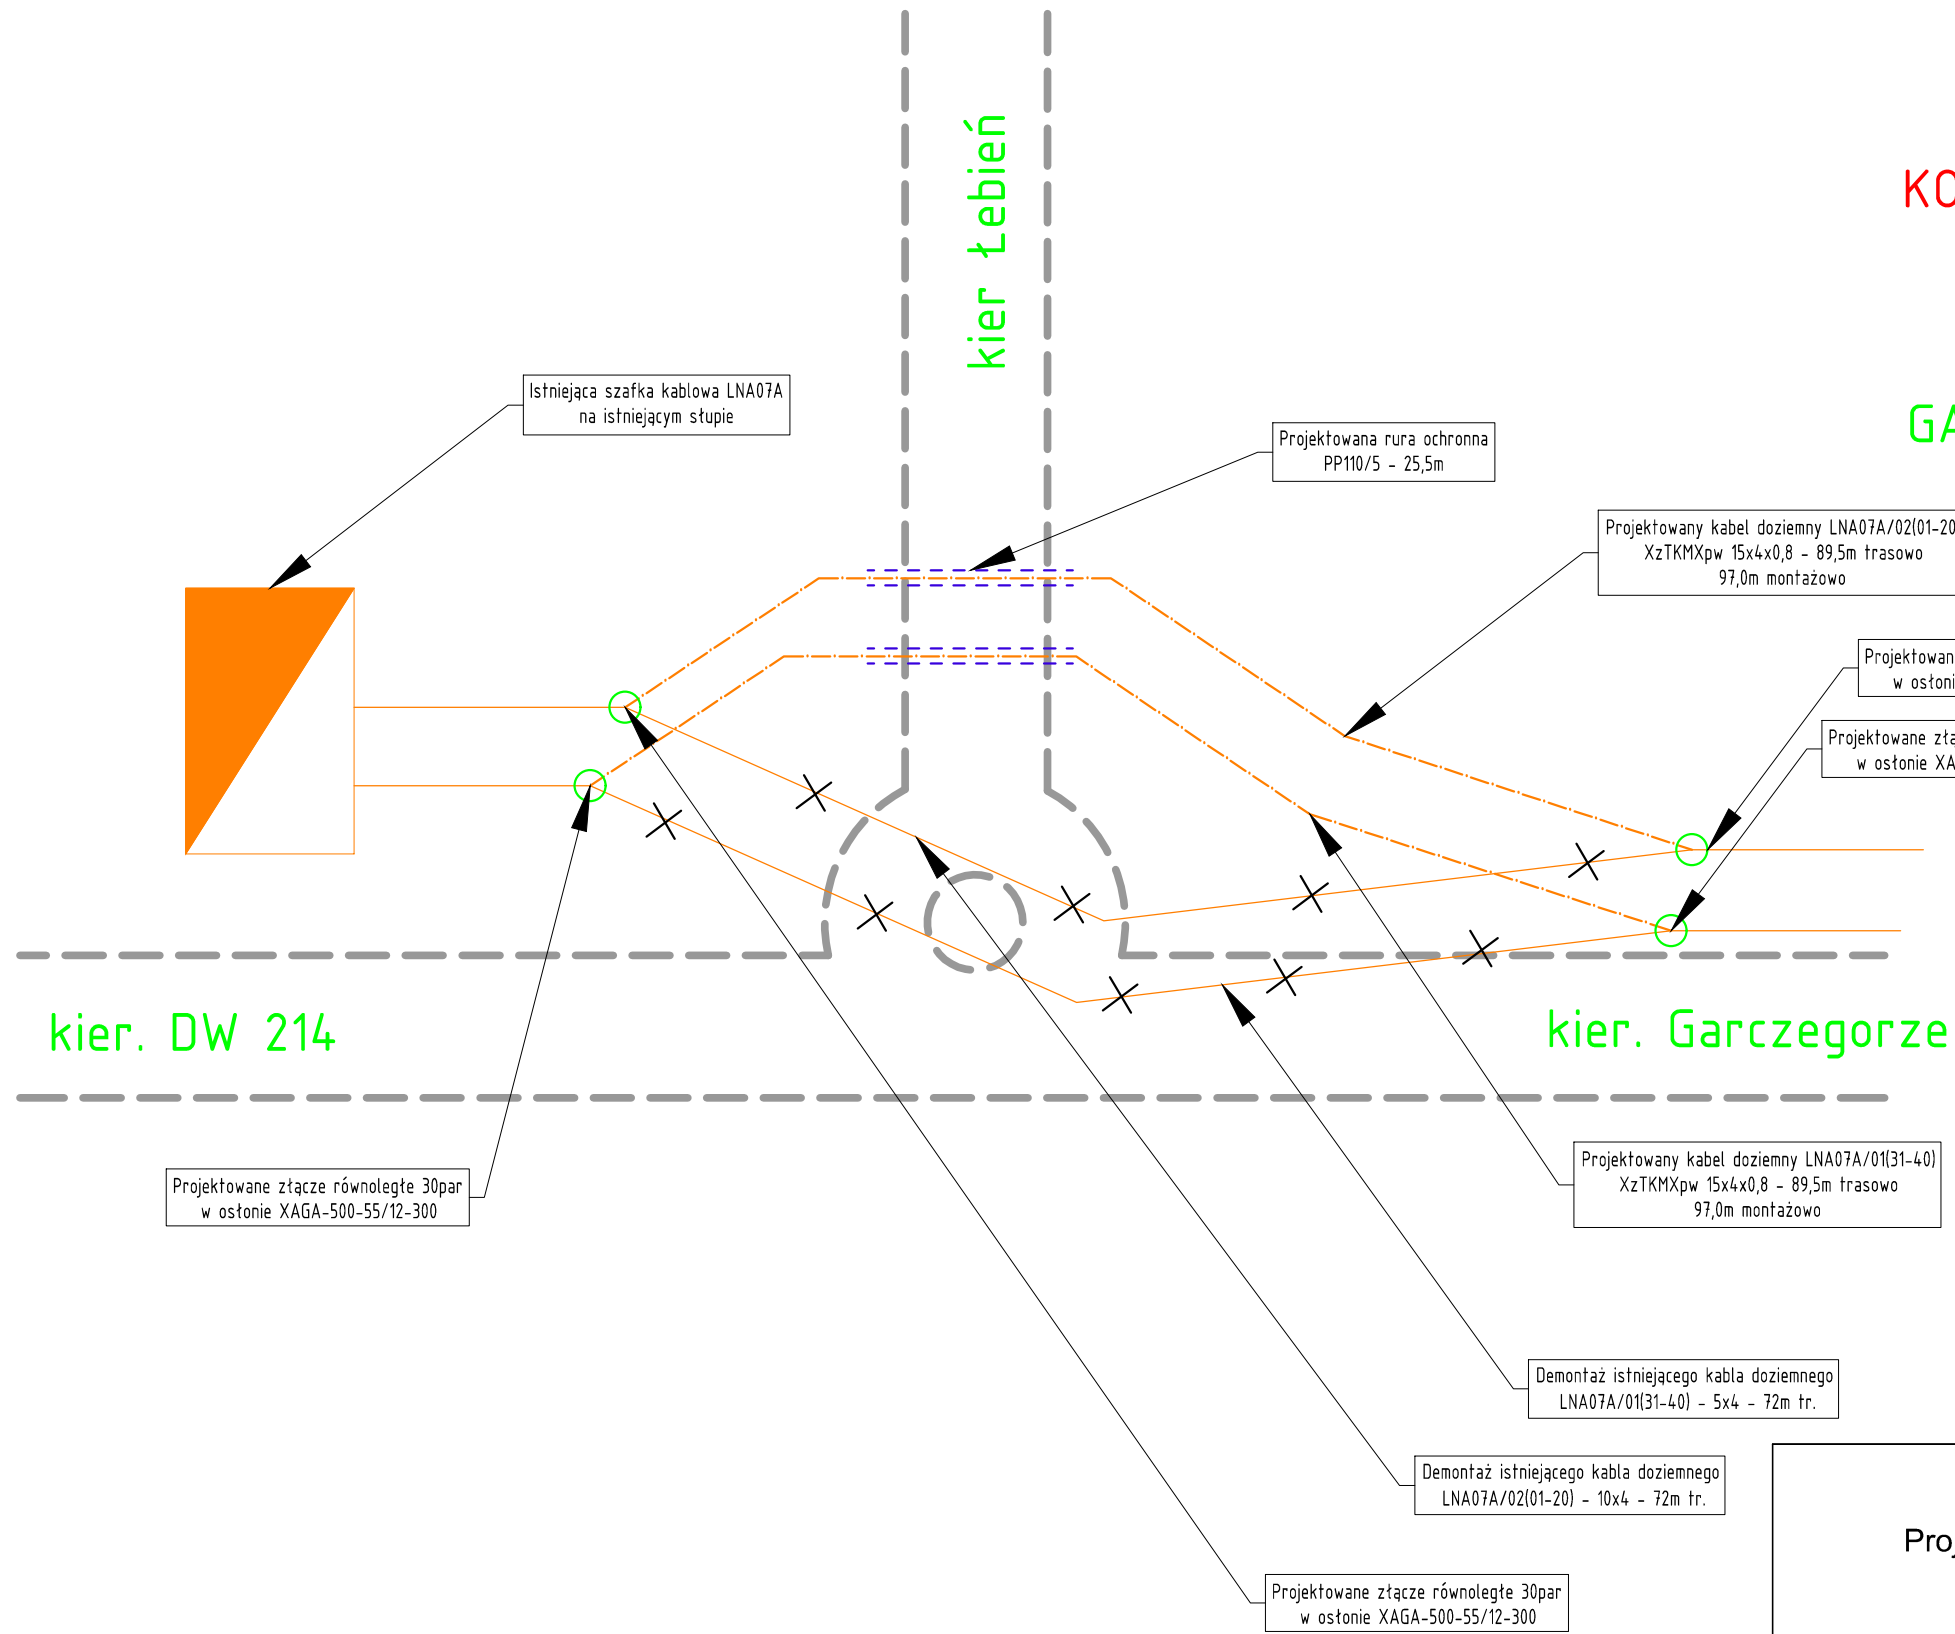 kier Łebień
KO
Istniejąca szafka kablowa LNA07A
na istniejącym słupie
GA
Projektowana rura ochronna
PP110/5 - 25,5m
Projektowany kabel doziemny LNA07A/02(01-20
XzTKMXpw 15x4x0,8 - 89,5m trasowo
97,0m montażowo
Projektowan
w osłoni
Projektowane złą
w osłonie XA
kier. DW 214
kier. Garczegorze
Projektowany kabel doziemny LNA07A/01(31-40)
XzTKMXpw 15x4x0,8 - 89,5m trasowo
97,0m montażowo
Projektowane złącze równoległe 30par
w osłonie XAGA-500-55/12-300
Demontaż istniejącego kabla doziemnego
LNA07A/01(31-40) - 5x4 - 72m tr.
Demontaż istniejącego kabla doziemnego
LNA07A/02(01-20) - 10x4 - 72m tr.
Proj
Projektowane złącze równoległe 30par
w osłonie XAGA-500-55/12-300